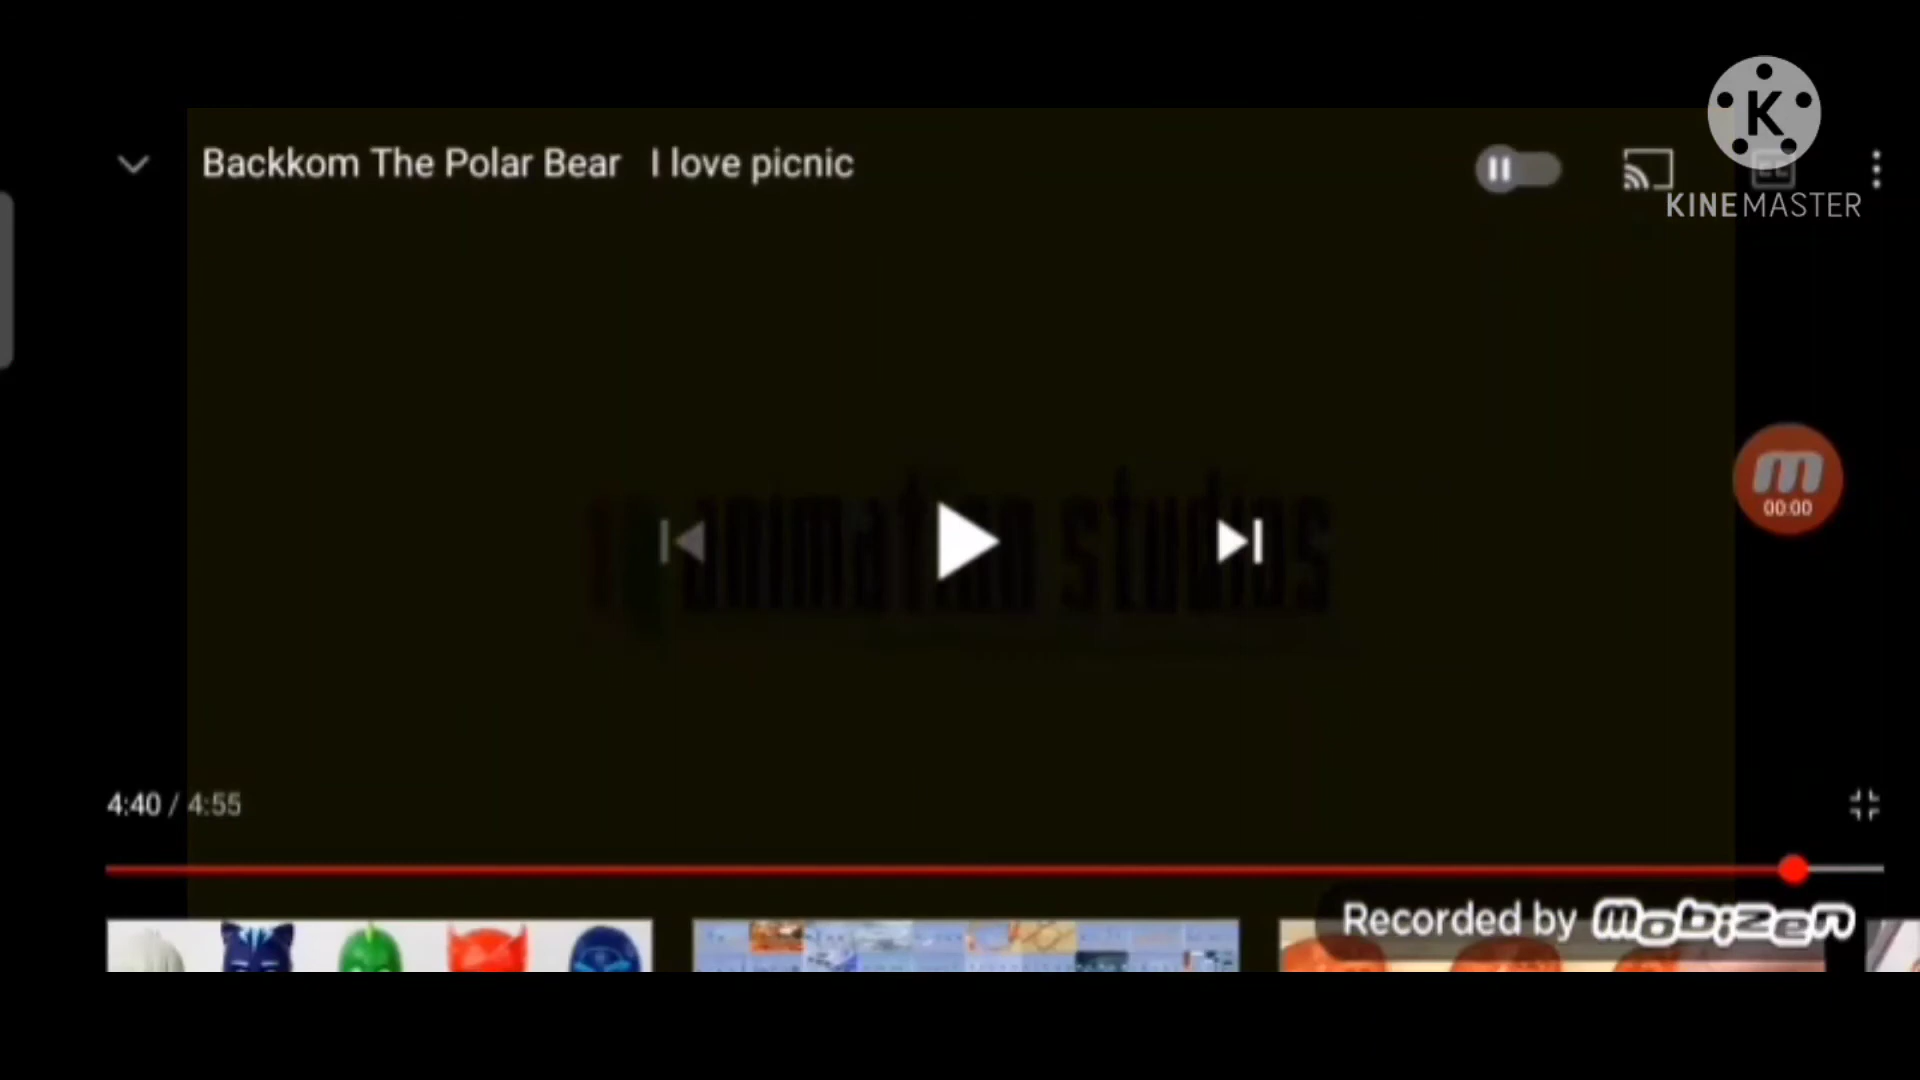 Backkom The Polar Bear I love picnic
K
KINEMASTER
animation studios
m
00:00
4:40 / 4:55
Recorded by mobizen